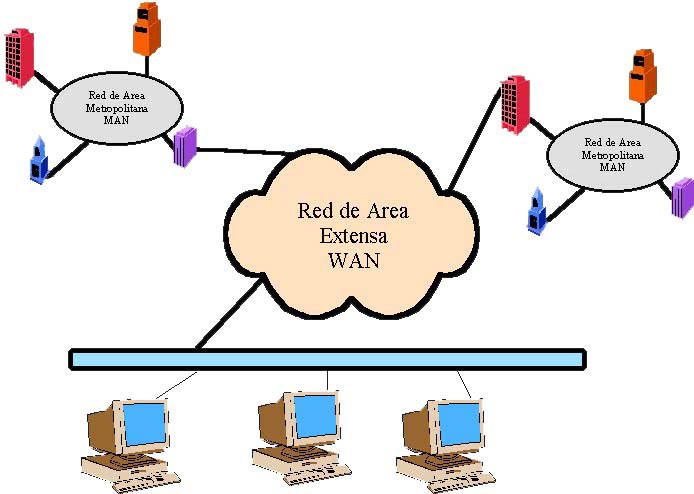 Red de Area
Metropolitana
MAN
Red de Area
Metropolitana
MAN
Red de Area
Extensa
WAN